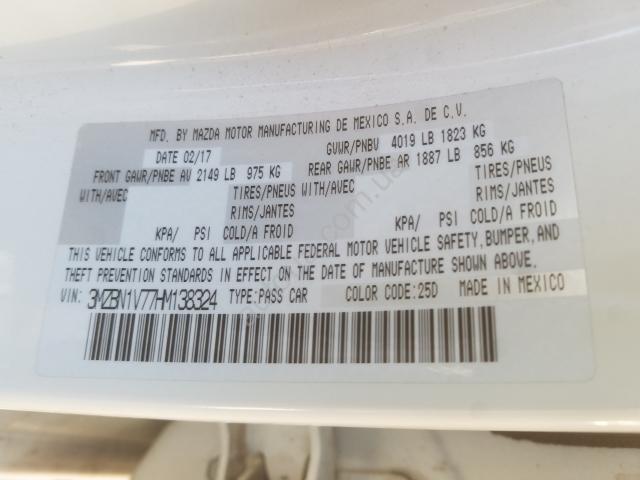 MFD. BY MAZDA MOTOR MANUFACTURING DE MEXICO S.A. DE C.V.
DATE 02/17 GVWR/PNBV 4019 LB 1823 KG
FRONT GAWR/PNBE AV 2149 LB 975 KG REAR GAWR/PNBE AR 1887 LB 856 KG
WITH/AVEC TIRES/PNEUS WITH/AVEC TIRES/PNEUS
RIMS/JANTES RIMS/JANTES
KPA/ PSI COLD/A FROID KPA/ PSI COLD/A FROID
THIS VEHICLE CONFORMS TO ALL APPLICABLE FEDERAL MOTOR VEHICLE SAFETY, BUMPER, AND
THEFT PREVENTION STANDARDS IN EFFECT ON THE DATE OF MANUFACTURE SHOWN ABOVE.
VIN: 3MZBN1V77HM138324 TYPE:PASS CAR COLOR CODE:25D MADE IN MEXICO